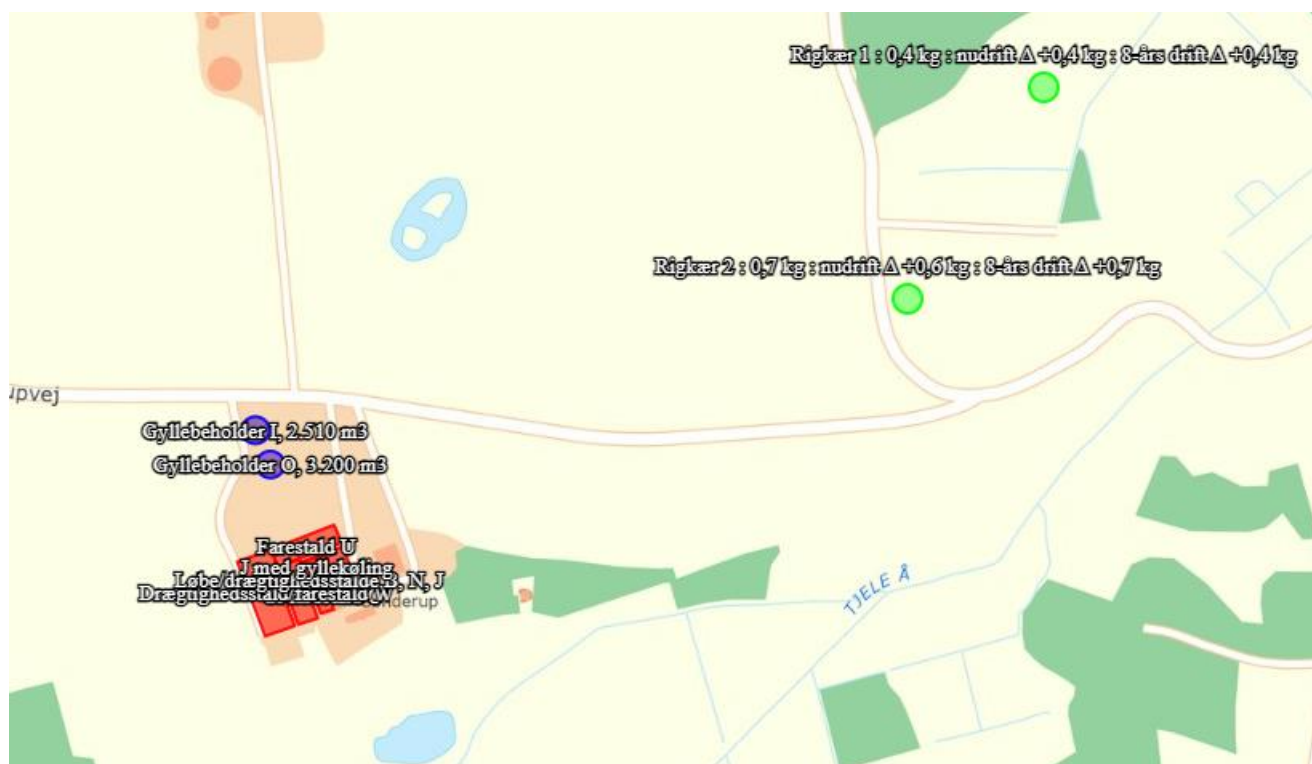 Rigkær 1 : 0,4 kg : nudrift Δ +0,4 kg : 8-års drift Δ +0,4 kg
Rigkær 2 : 0,7 kg : nudrift Δ +0,6 kg : 8-års drift Δ +0,7 kg
upvej
Gyllebeholder I, 2.510 m3
Gyllebeholder O, 3.200 m3
Farestald U
J med gyllekøling
Løbe/drægtighedsstalde, B, N, J
Drægtighedsstald/farestald W
TJELE Å